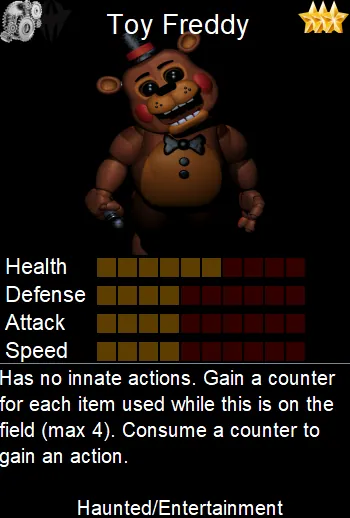 Toy Freddy
Health
Defense
Attack
Speed
Has no innate actions. Gain a counter
for each item used while this is on the
field (max 4). Consume a counter to
gain an action.
Haunted/Entertainment